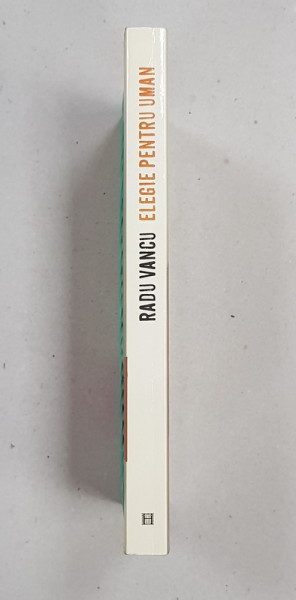 RADU VANCU ELEGIE PENTRU UMAN